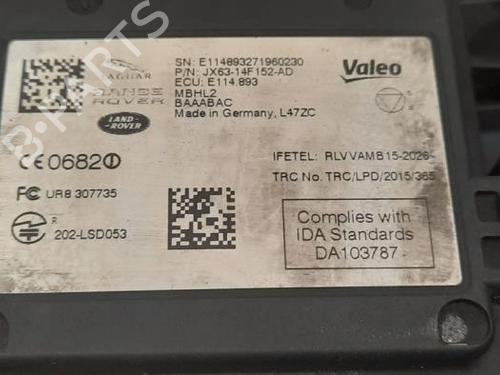 SN: E114893271960230
P/N: JX63-14F152-AD
ECU: E114.893
MBHL2
BAAABAC
Made in Germany, L47ZC
Valeo
JAGUAR
RANGE
ROVER
LAND-
ROVER
CE0682
FC UR8 307735
R
202-LSD053
IFETEL: RLVVAMB15-2026
TRC No. TRC/LPD/2015/365
Complies with
IDA Standards
DA103787
B-PARTS